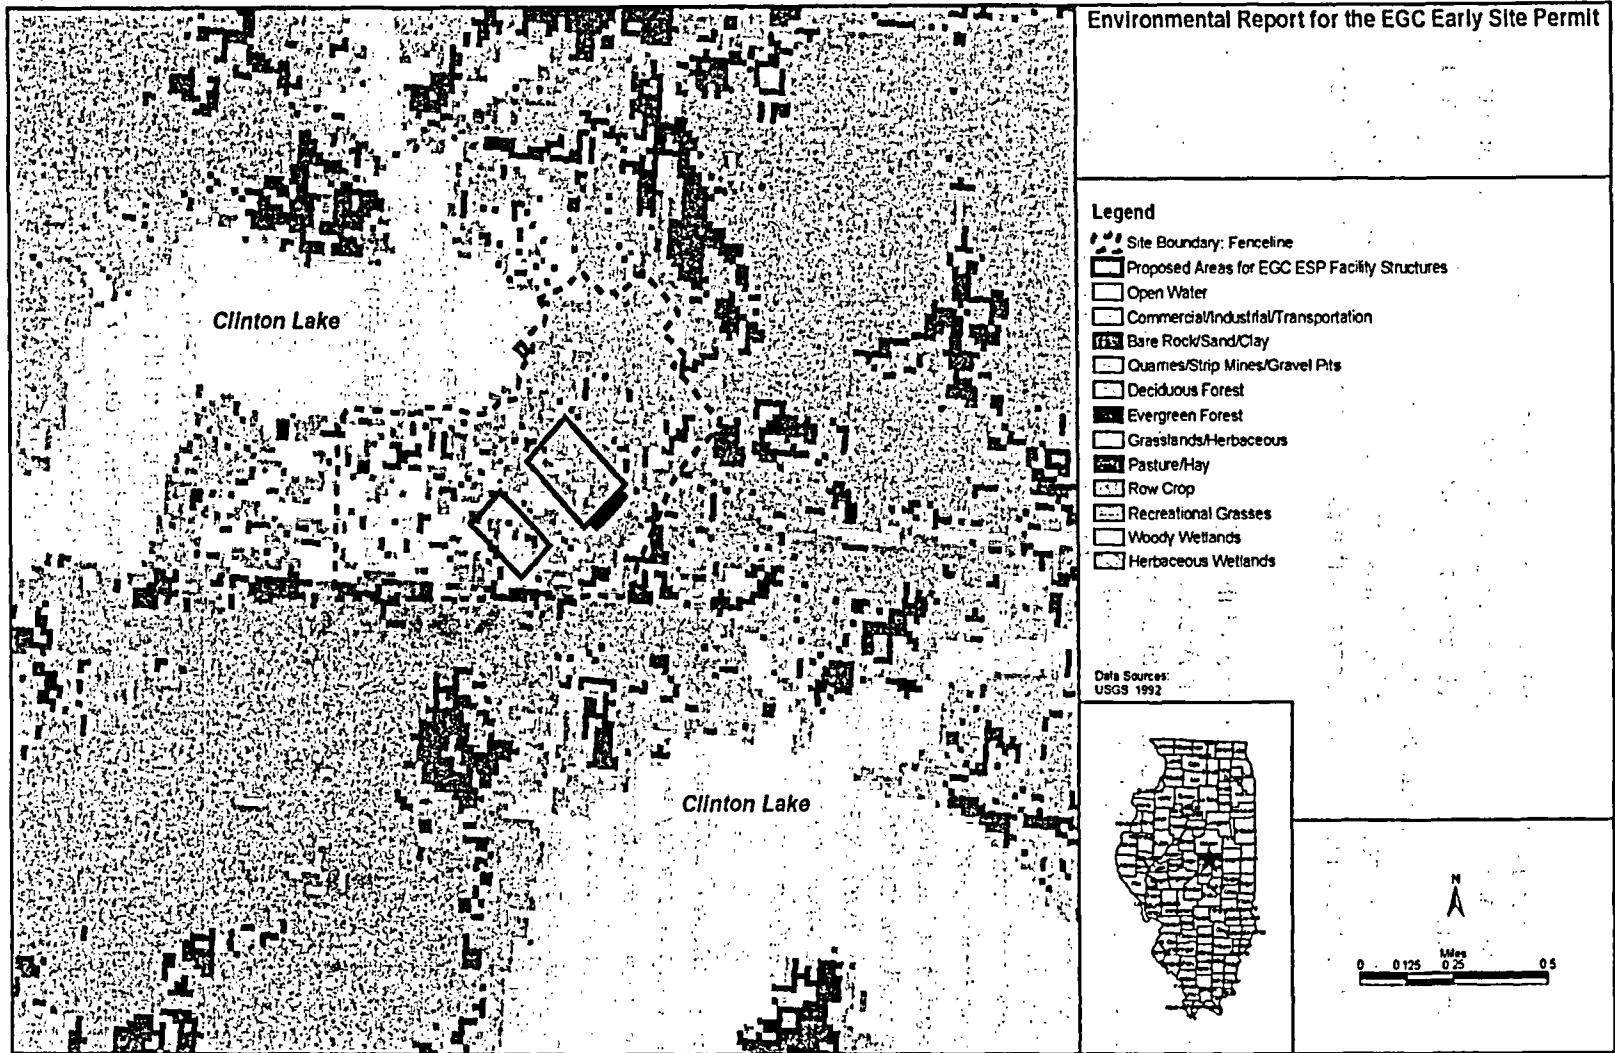 Environmental Report for the EGC Early Site Permit
Legend
Site Boundary: Fenceline
Proposed Areas for EGC ESP Facility Structures
Open Water
Commercial/Industrial/Transportation
Bare Rock/Sand/Clay
Quarries/Strip Mines/Gravel Pits
Deciduous Forest
Evergreen Forest
Grasslands/Herbaceous
Pasture/Hay
Row Crop
Recreational Grasses
Woody Wetlands
Herbaceous Wetlands
Data Sources:
USGS 1992
Clinton Lake
Clinton Lake
N
Miles
0 0 125 0 25 0 5